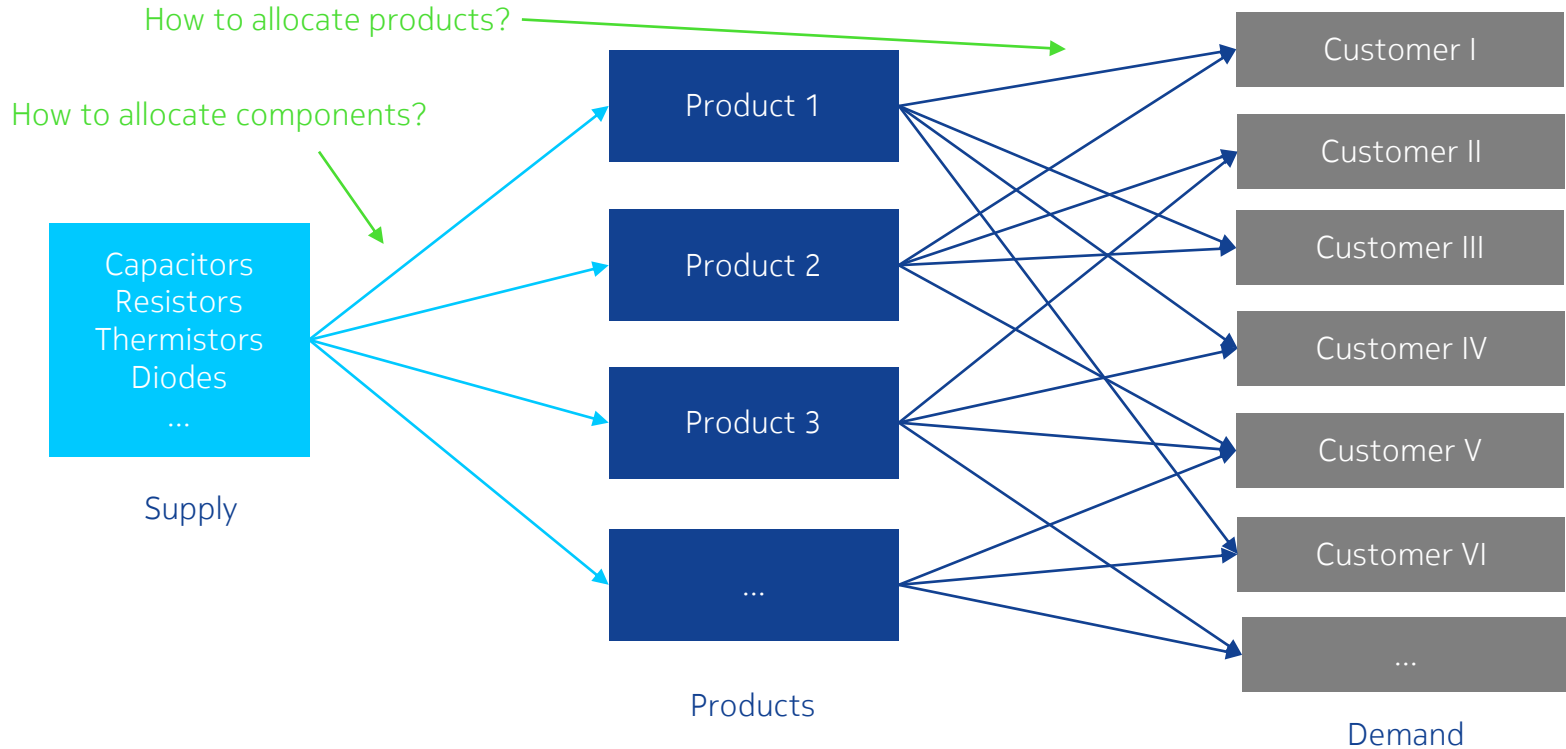 How to allocate products?
How to allocate components?
Capacitors
Resistors
Thermistors
Diodes
...
Supply
Product 1
Product 2
Product 3
...
Products
Customer I
Customer II
Customer III
Customer IV
Customer V
Customer VI
...
Demand